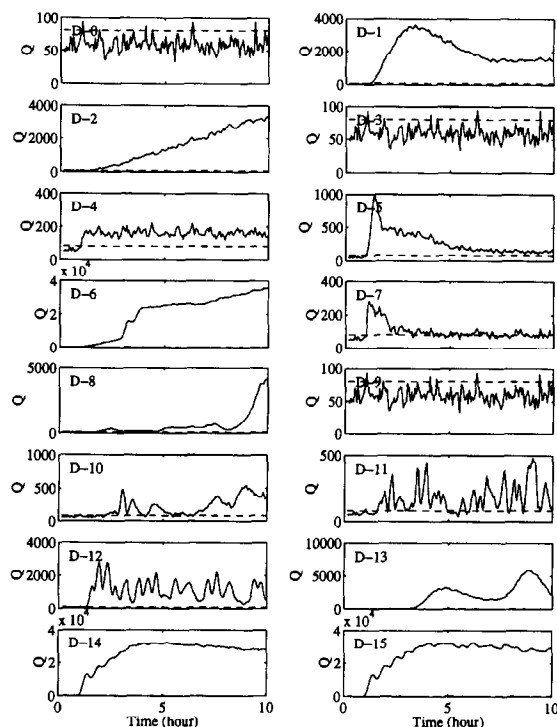 100 Q 50 0 D-0
4000 Q 2000 0 D-1
4000 Q 2000 0 D-2
100 Q 50 0 D-3
400 Q 200 0 D-4
1000 Q 500 0 D-5
x 10^4
4 Q 2 0 D-6
400 Q 200 0 D-7
5000 Q 0 D-8
100 Q 50 0 D-9
1000 Q 500 0 D-10
500 Q 0 D-11
4000 Q 2000 0 D-12
10000 Q 5000 0 D-13
x 10^4 x 10^4
4 Q 2 0 D-14
4 Q 2 0 D-15
0 5 10 0 5 10
Time (hour) Time (hour)